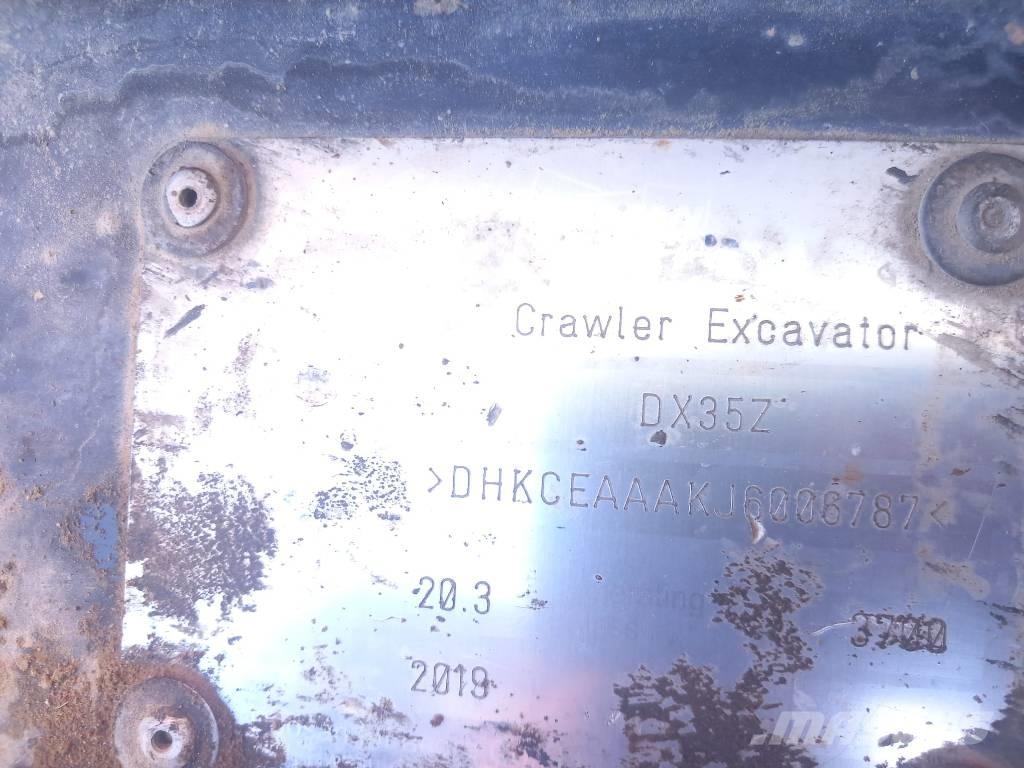 Crawler Excavator
DX35Z
>DHKCEAAAKJ6006787<
20.3 3700
2019